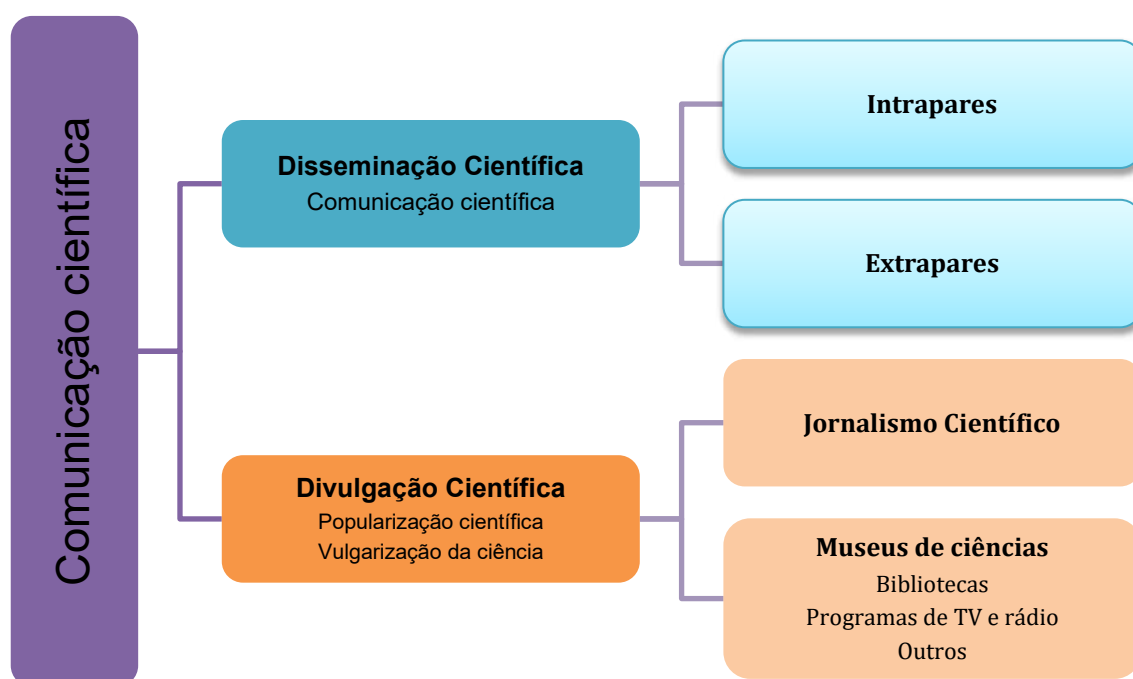 Comunicação científica
Disseminação Científica
Comunicação científica
Intrapares
Extrapares
Divulgação Científica
Popularização científica
Vulgarização da ciência
Jornalismo Científico
Museus de ciências
Bibliotecas
Programas de TV e rádio
Outros